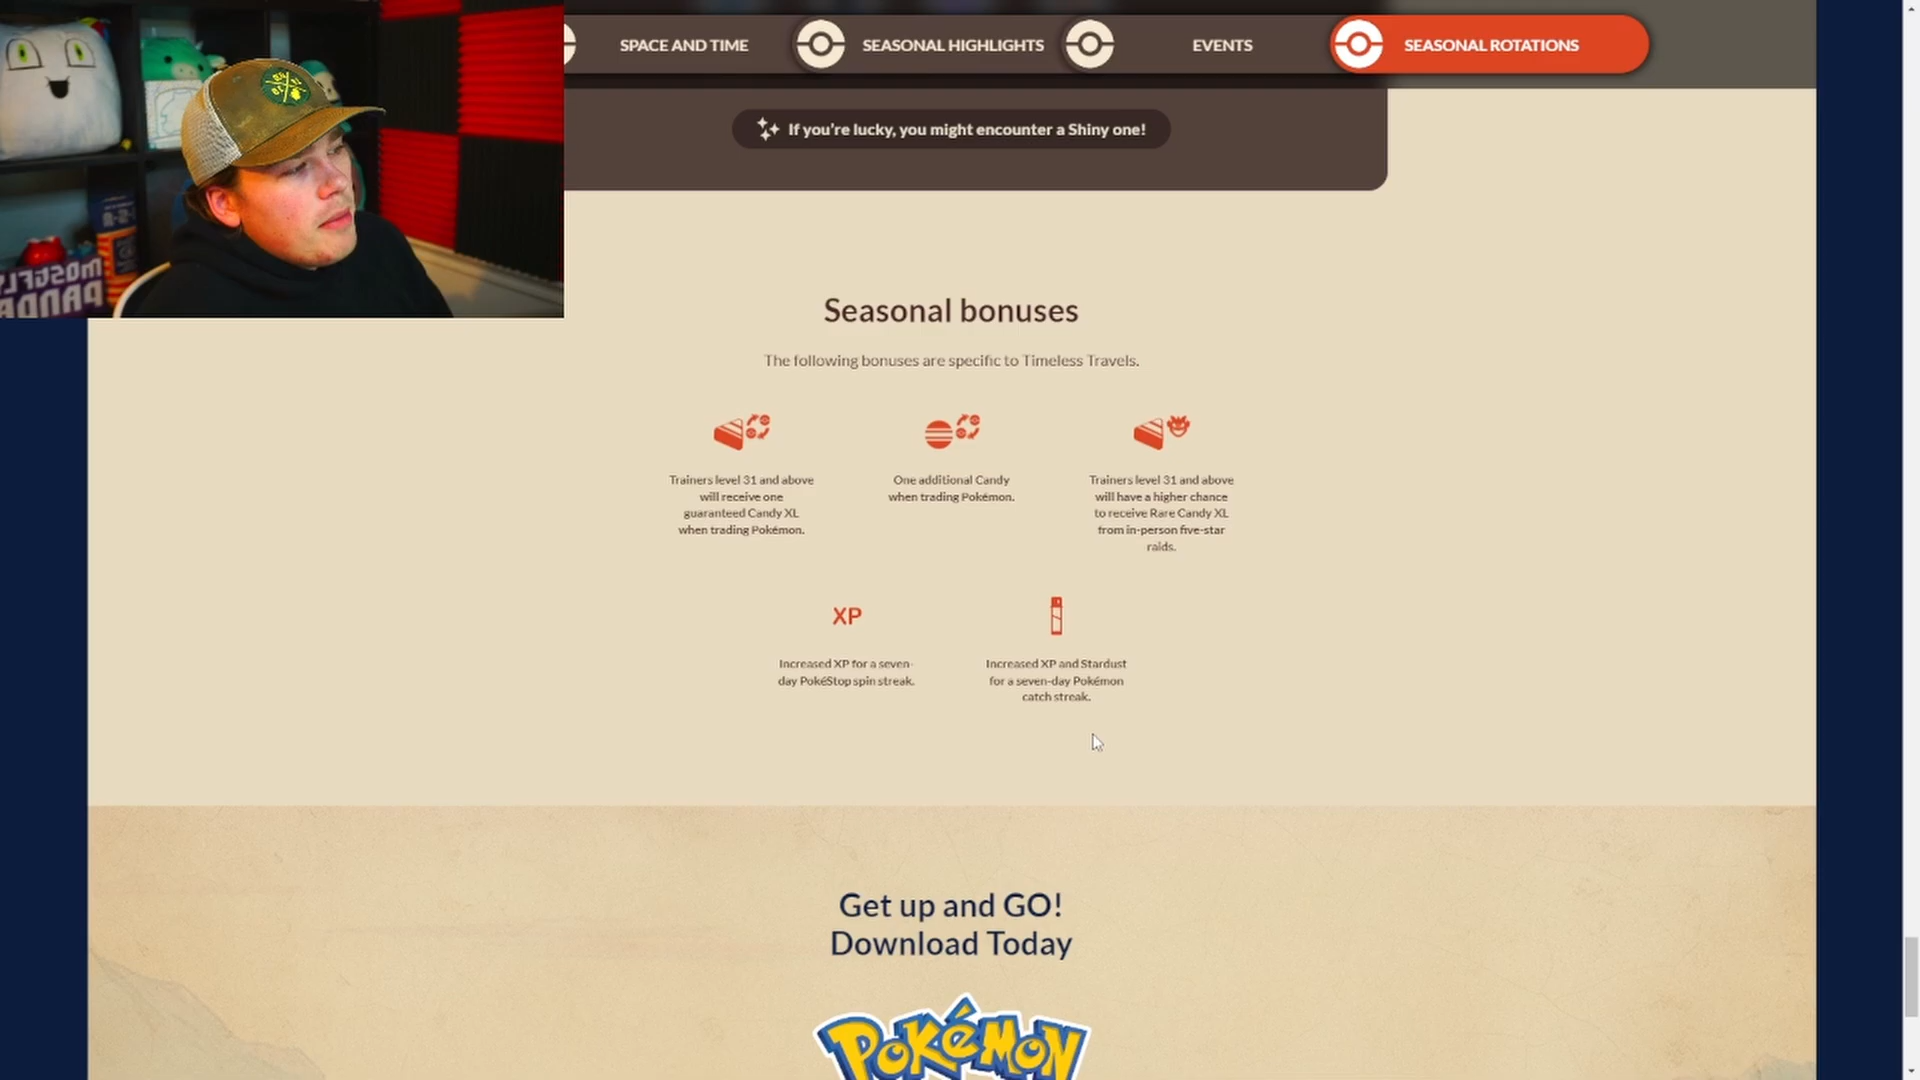 SPACE AND TIME
SEASONAL HIGHLIGHTS
EVENTS
SEASONAL ROTATIONS
If you're lucky, you might encounter a Shiny one!
MOSTFLY
PANDA
Seasonal bonuses
The following bonuses are specific to Timeless Travels.
Trainers level 31 and above
will receive one
guaranteed Candy XL
when trading Pokémon.
One additional Candy
when trading Pokémon.
Trainers level 31 and above
will have a higher chance
to receive Rare Candy XL
from in-person five-star
raids.
XP
Increased XP for a seven-
day PokéStop spin streak.
Increased XP and Stardust
for a seven-day Pokémon
catch streak.
Get up and GO!
Download Today
POKéMON